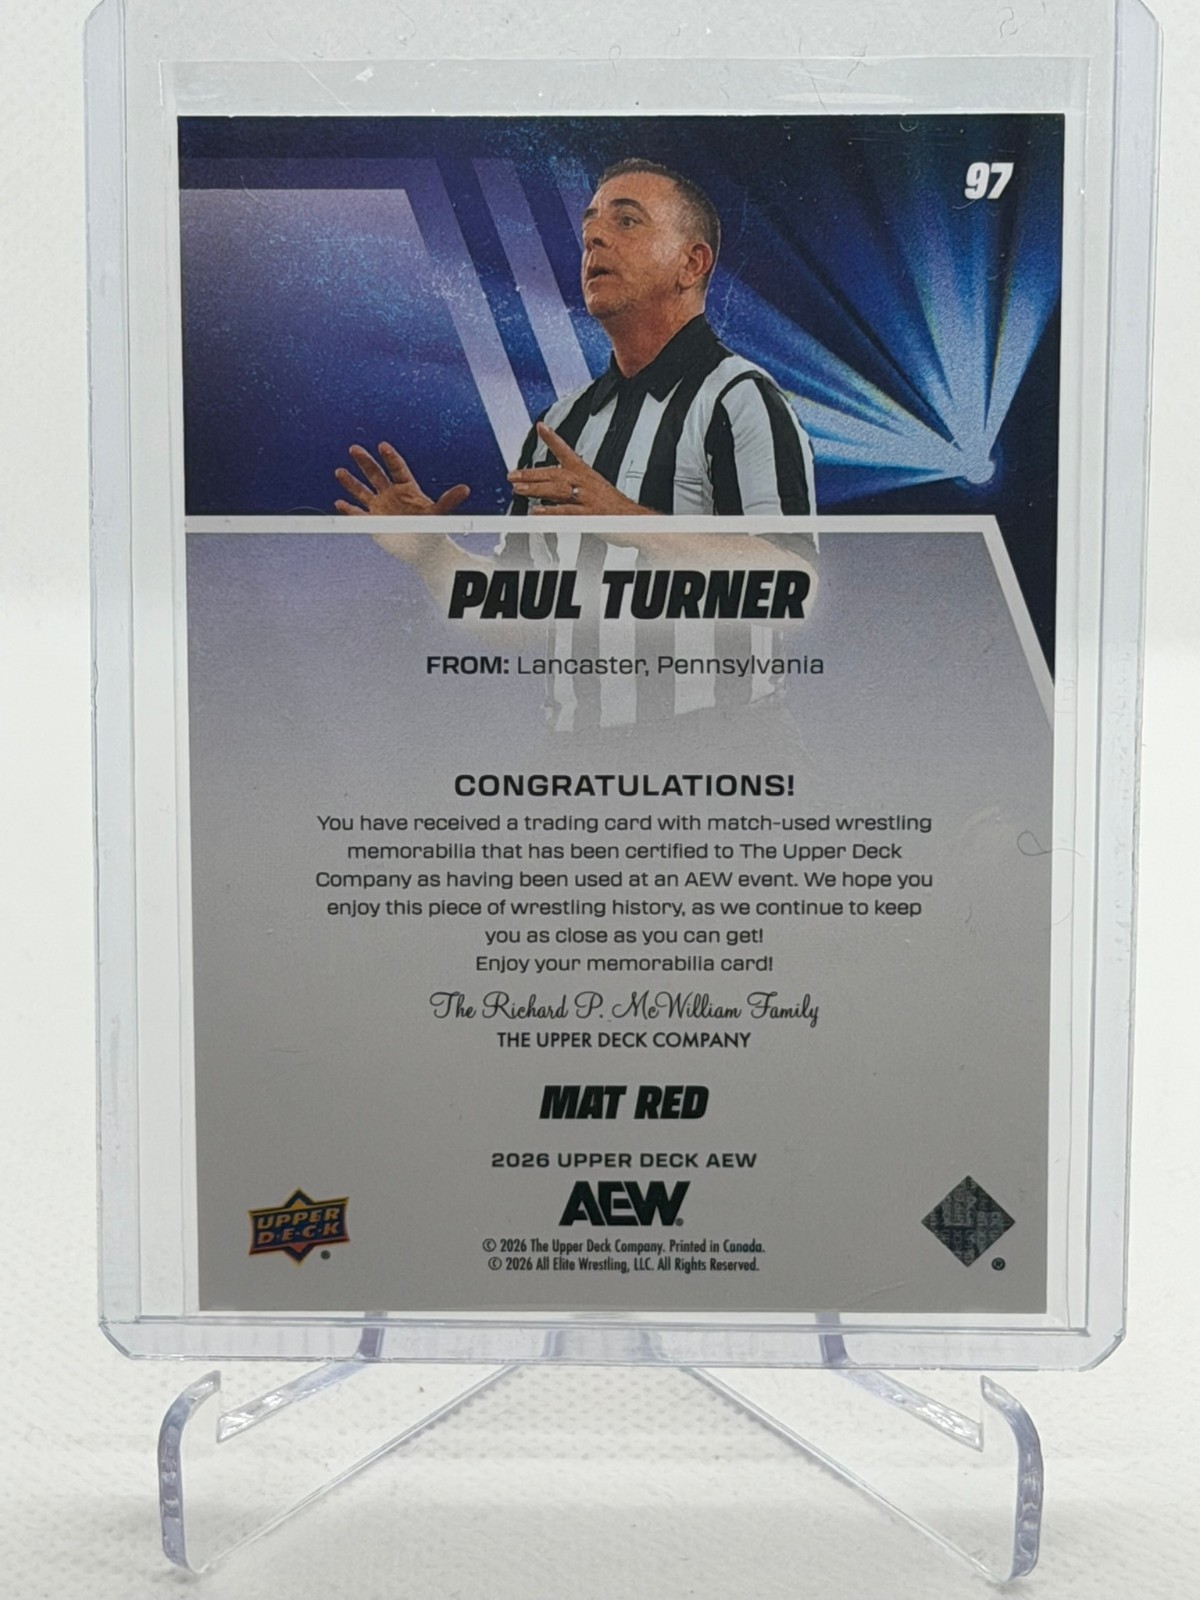 97
PAUL TURNER
FROM: Lancaster, Pennsylvania
CONGRATULATIONS!
You have received a trading card with match-used wrestling
memorabilia that has been certified to The Upper Deck
Company as having been used at an AEW event. We hope you
enjoy this piece of wrestling history, as we continue to keep
you as close as you can get!
Enjoy your memorabilia card!
The Richard P. McWilliam Family
THE UPPER DECK COMPANY
MAT RED
2026 UPPER DECK AEW
AEW®
UPPER
D·E·C·K
®
© 2026 The Upper Deck Company. Printed in Canada.
© 2026 All Elite Wrestling, LLC. All Rights Reserved.
®